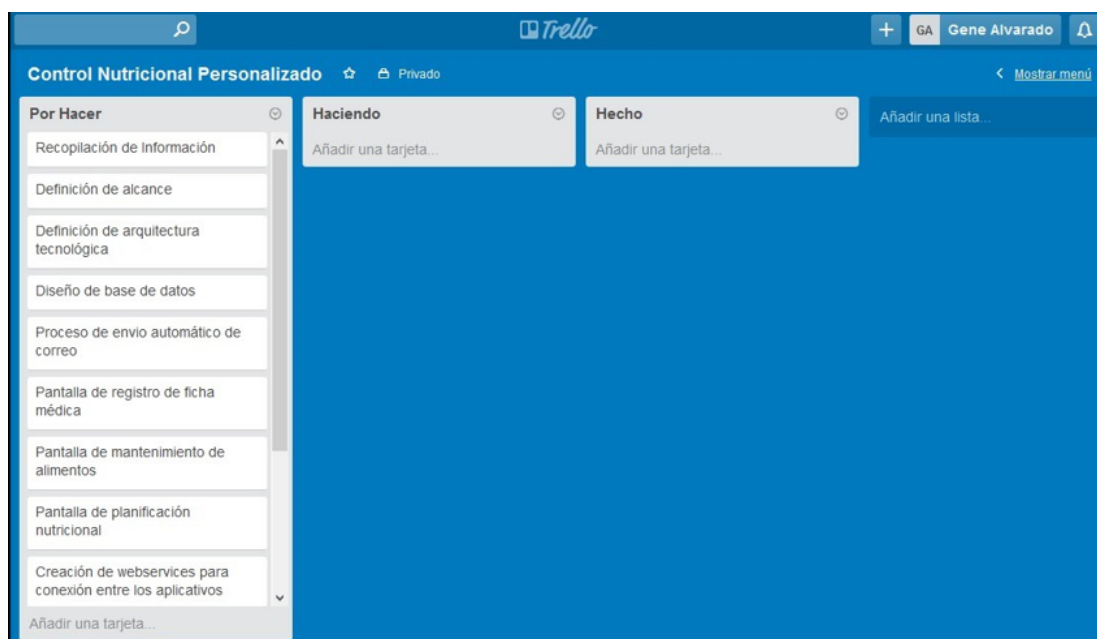 Trello
GA Gene Alvarado
Control Nutricional Personalizado Privado
Mostrar menú
Por Hacer
Recopilación de Información
Definición de alcance
Definición de arquitectura
tecnológica
Diseño de base de datos
Proceso de envio automático de
correo
Pantalla de registro de ficha
médica
Pantalla de mantenimiento de
alimentos
Pantalla de planificación
nutricional
Creación de webservices para
conexión entre los aplicativos
Añadir una tarjeta...
Haciendo
Añadir una tarjeta...
Hecho
Añadir una tarjeta...
Añadir una lista...